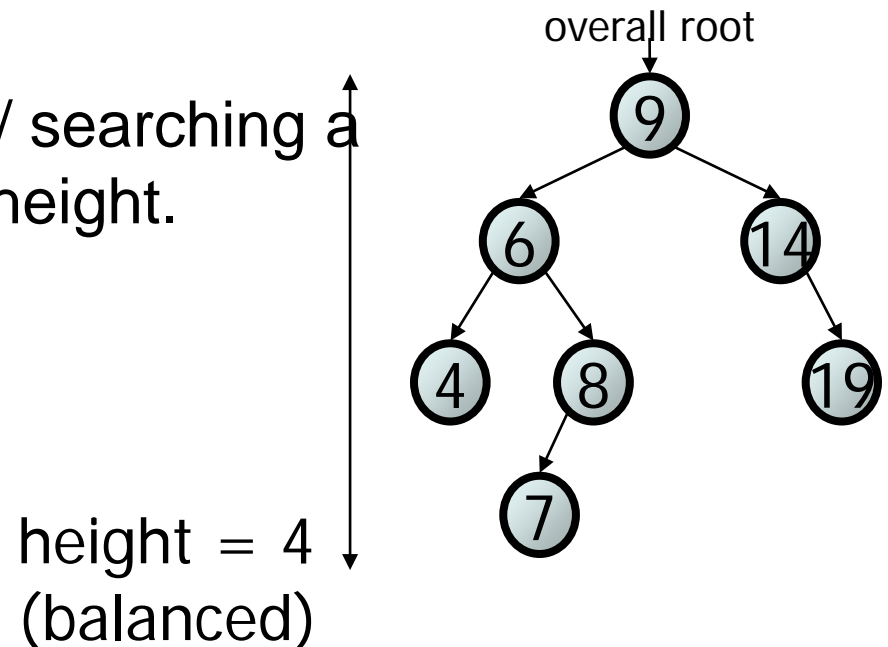 overall root
/ searching a
height.
9
6 14
4 8 19
7
height = 4
(balanced)